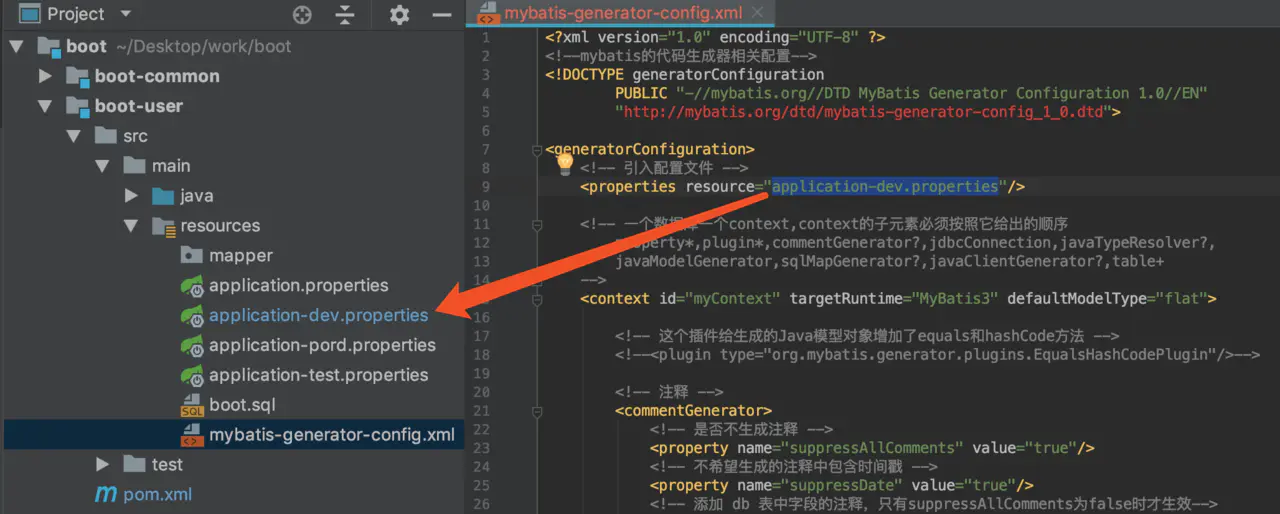 Project
boot ~/Desktop/work/boot
boot-common
boot-user
src
main
java
resources
mapper
application.properties
application-dev.properties
application-pord.properties
application-test.properties
boot.sql
mybatis-generator-config.xml
test
pom.xml
mybatis-generator-config.xml
1 <?xml version="1.0" encoding="UTF-8" ?>
2 <!--mybatis的代码生成器相关配置-->
3 <!DOCTYPE generatorConfiguration
4 PUBLIC "-//mybatis.org//DTD MyBatis Generator Configuration 1.0//EN"
5 "http://mybatis.org/dtd/mybatis-generator-config_1_0.dtd">
6
7 <generatorConfiguration>
8 <!-- 引入配置文件 -->
9 <properties resource="application-dev.properties"/>
10
11 <!-- 一个数据库一个context,context的子元素必须按照它给出的顺序
12 property*,plugin*,commentGenerator?,jdbcConnection,javaTypeResolver?,
13 javaModelGenerator,sqlMapGenerator?,javaClientGenerator?,table+
14 -->
15 <context id="myContext" targetRuntime="MyBatis3" defaultModelType="flat">
16
17 <!-- 这个插件给生成的Java模型对象增加了equals和hashCode方法 -->
18 <!--<plugin type="org.mybatis.generator.plugins.EqualsHashCodePlugin"/>-->
19
20 <!-- 注释 -->
21 <commentGenerator>
22 <!-- 是否不生成注释 -->
23 <property name="suppressAllComments" value="true"/>
24 <!-- 不希望生成的注释中包含时间戳 -->
25 <property name="suppressDate" value="true"/>
26 <!-- 添加 db 表中字段的注释，只有suppressAllComments为false时才生效-->